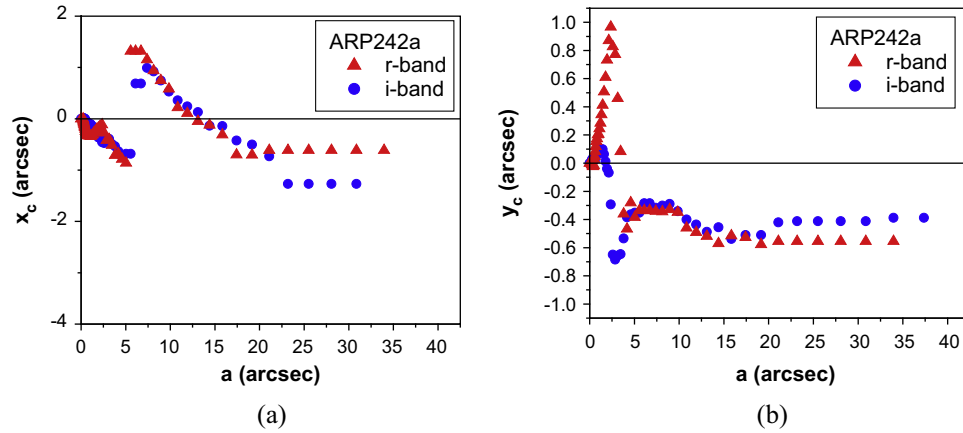 ARP242a
r-band
i-band
2
0
-2
-4
x_c (arcsec)
0 5 10 15 20 25 30 35 40
a (arcsec)
(a)
ARP242a
r-band
i-band
1.0
0.8
0.6
0.4
0.2
0.0
-0.2
-0.4
-0.6
-0.8
-1.0
y_c (arcsec)
0 5 10 15 20 25 30 35 40
a (arcsec)
(b)